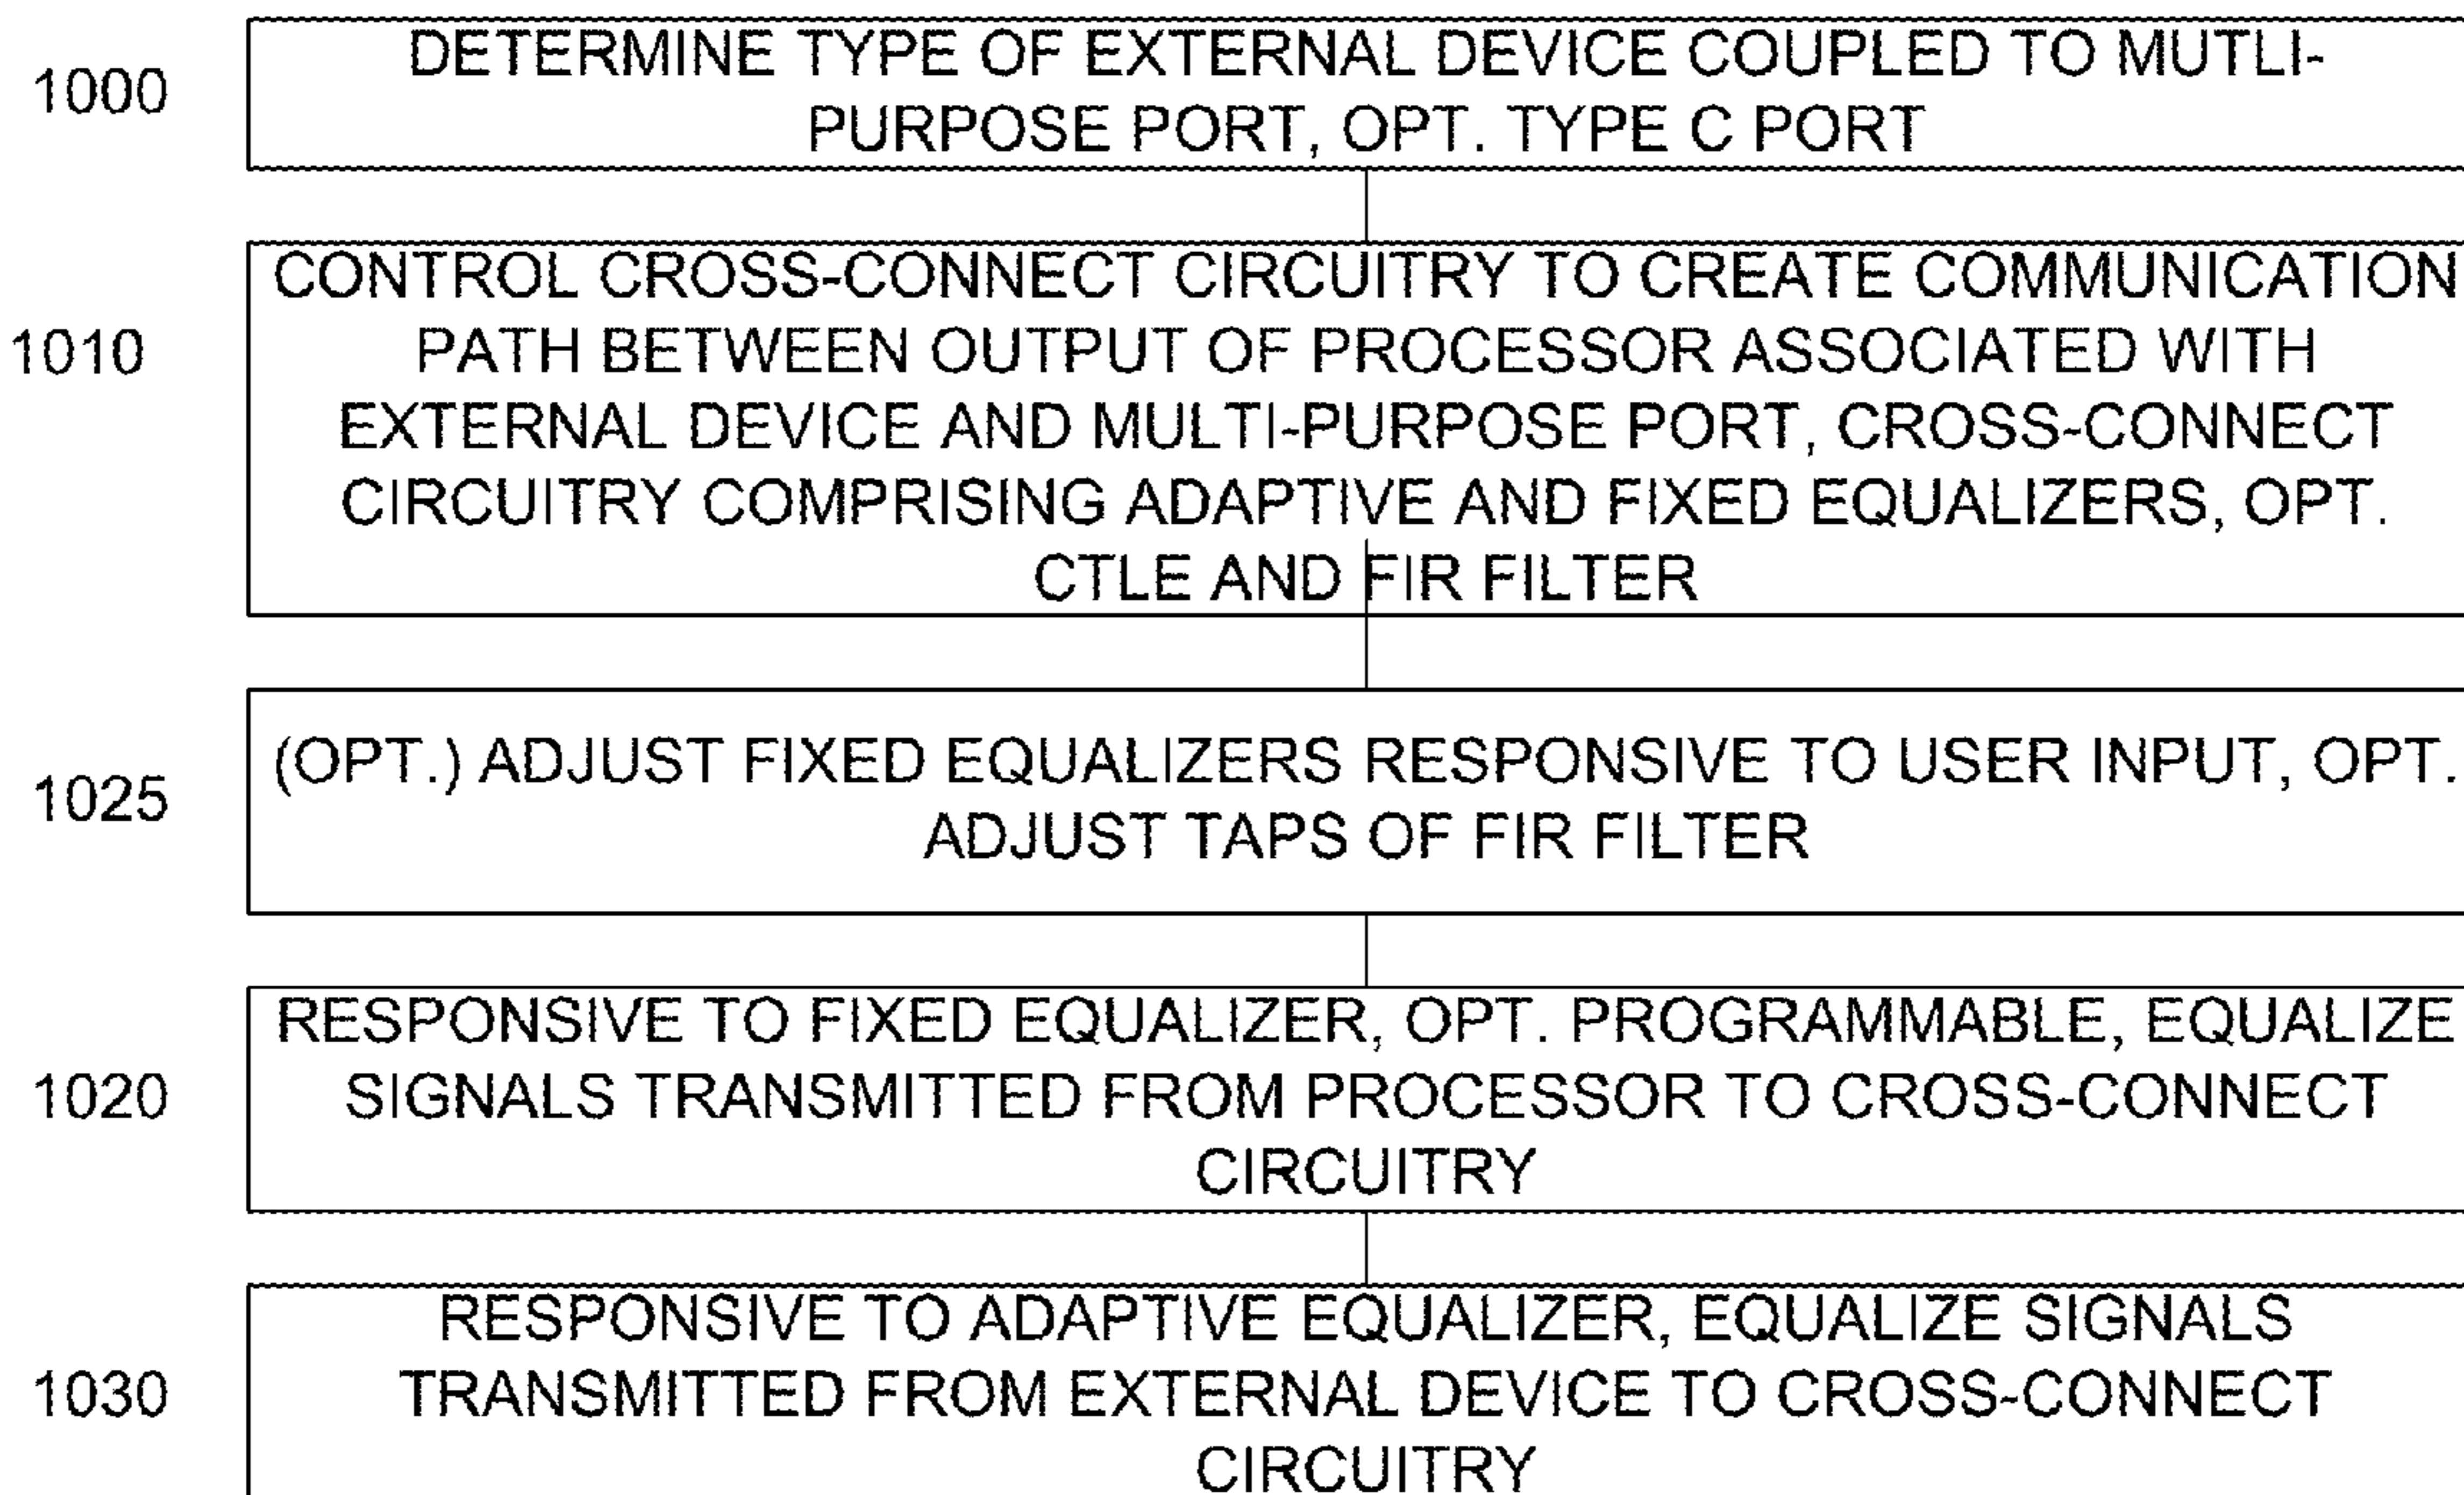 1000
DETERMINE TYPE OF EXTERNAL DEVICE COUPLED TO MUTLI-
PURPOSE PORT, OPT. TYPE C PORT
1010
CONTROL CROSS-CONNECT CIRCUITRY TO CREATE COMMUNICATION
PATH BETWEEN OUTPUT OF PROCESSOR ASSOCIATED WITH
EXTERNAL DEVICE AND MULTI-PURPOSE PORT, CROSS-CONNECT
CIRCUITRY COMPRISING ADAPTIVE AND FIXED EQUALIZERS, OPT.
CTLE AND FIR FILTER
1025
(OPT.) ADJUST FIXED EQUALIZERS RESPONSIVE TO USER INPUT, OPT.
ADJUST TAPS OF FIR FILTER
1020
RESPONSIVE TO FIXED EQUALIZER, OPT. PROGRAMMABLE, EQUALIZE
SIGNALS TRANSMITTED FROM PROCESSOR TO CROSS-CONNECT
CIRCUITRY
1030
RESPONSIVE TO ADAPTIVE EQUALIZER, EQUALIZE SIGNALS
TRANSMITTED FROM EXTERNAL DEVICE TO CROSS-CONNECT
CIRCUITRY